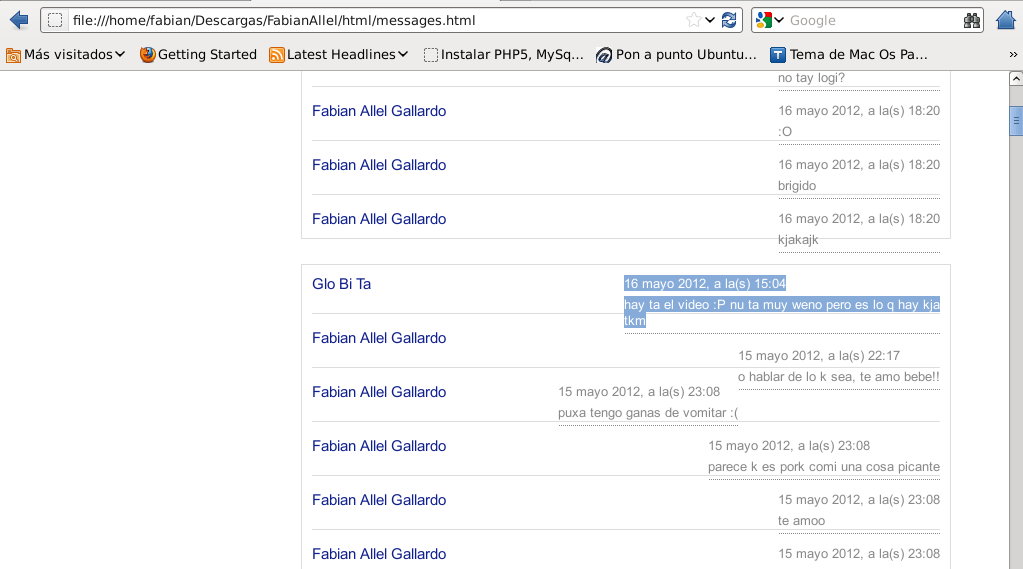 file:///home/fabian/Descargas/FabianAllel/html/messages.html
Google
Más visitados
Getting Started
Latest Headlines
Instalar PHP5, MySq...
Pon a punto Ubuntu...
Tema de Mac Os Pa...
»
no tay logi?
Fabian Allel Gallardo
16 mayo 2012, a la(s) 18:20
:O
Fabian Allel Gallardo
16 mayo 2012, a la(s) 18:20
brigido
Fabian Allel Gallardo
16 mayo 2012, a la(s) 18:20
kjakajk
Glo Bi Ta
16 mayo 2012, a la(s) 15:04
hay ta el video :P nu ta muy weno pero es lo q hay kja
tkm
Fabian Allel Gallardo
15 mayo 2012, a la(s) 22:17
o hablar de lo k sea, te amo bebe!!
Fabian Allel Gallardo
15 mayo 2012, a la(s) 23:08
puxa tengo ganas de vomitar :(
Fabian Allel Gallardo
15 mayo 2012, a la(s) 23:08
parece k es pork comi una cosa picante
Fabian Allel Gallardo
15 mayo 2012, a la(s) 23:08
te amoo
Fabian Allel Gallardo
15 mayo 2012, a la(s) 23:08